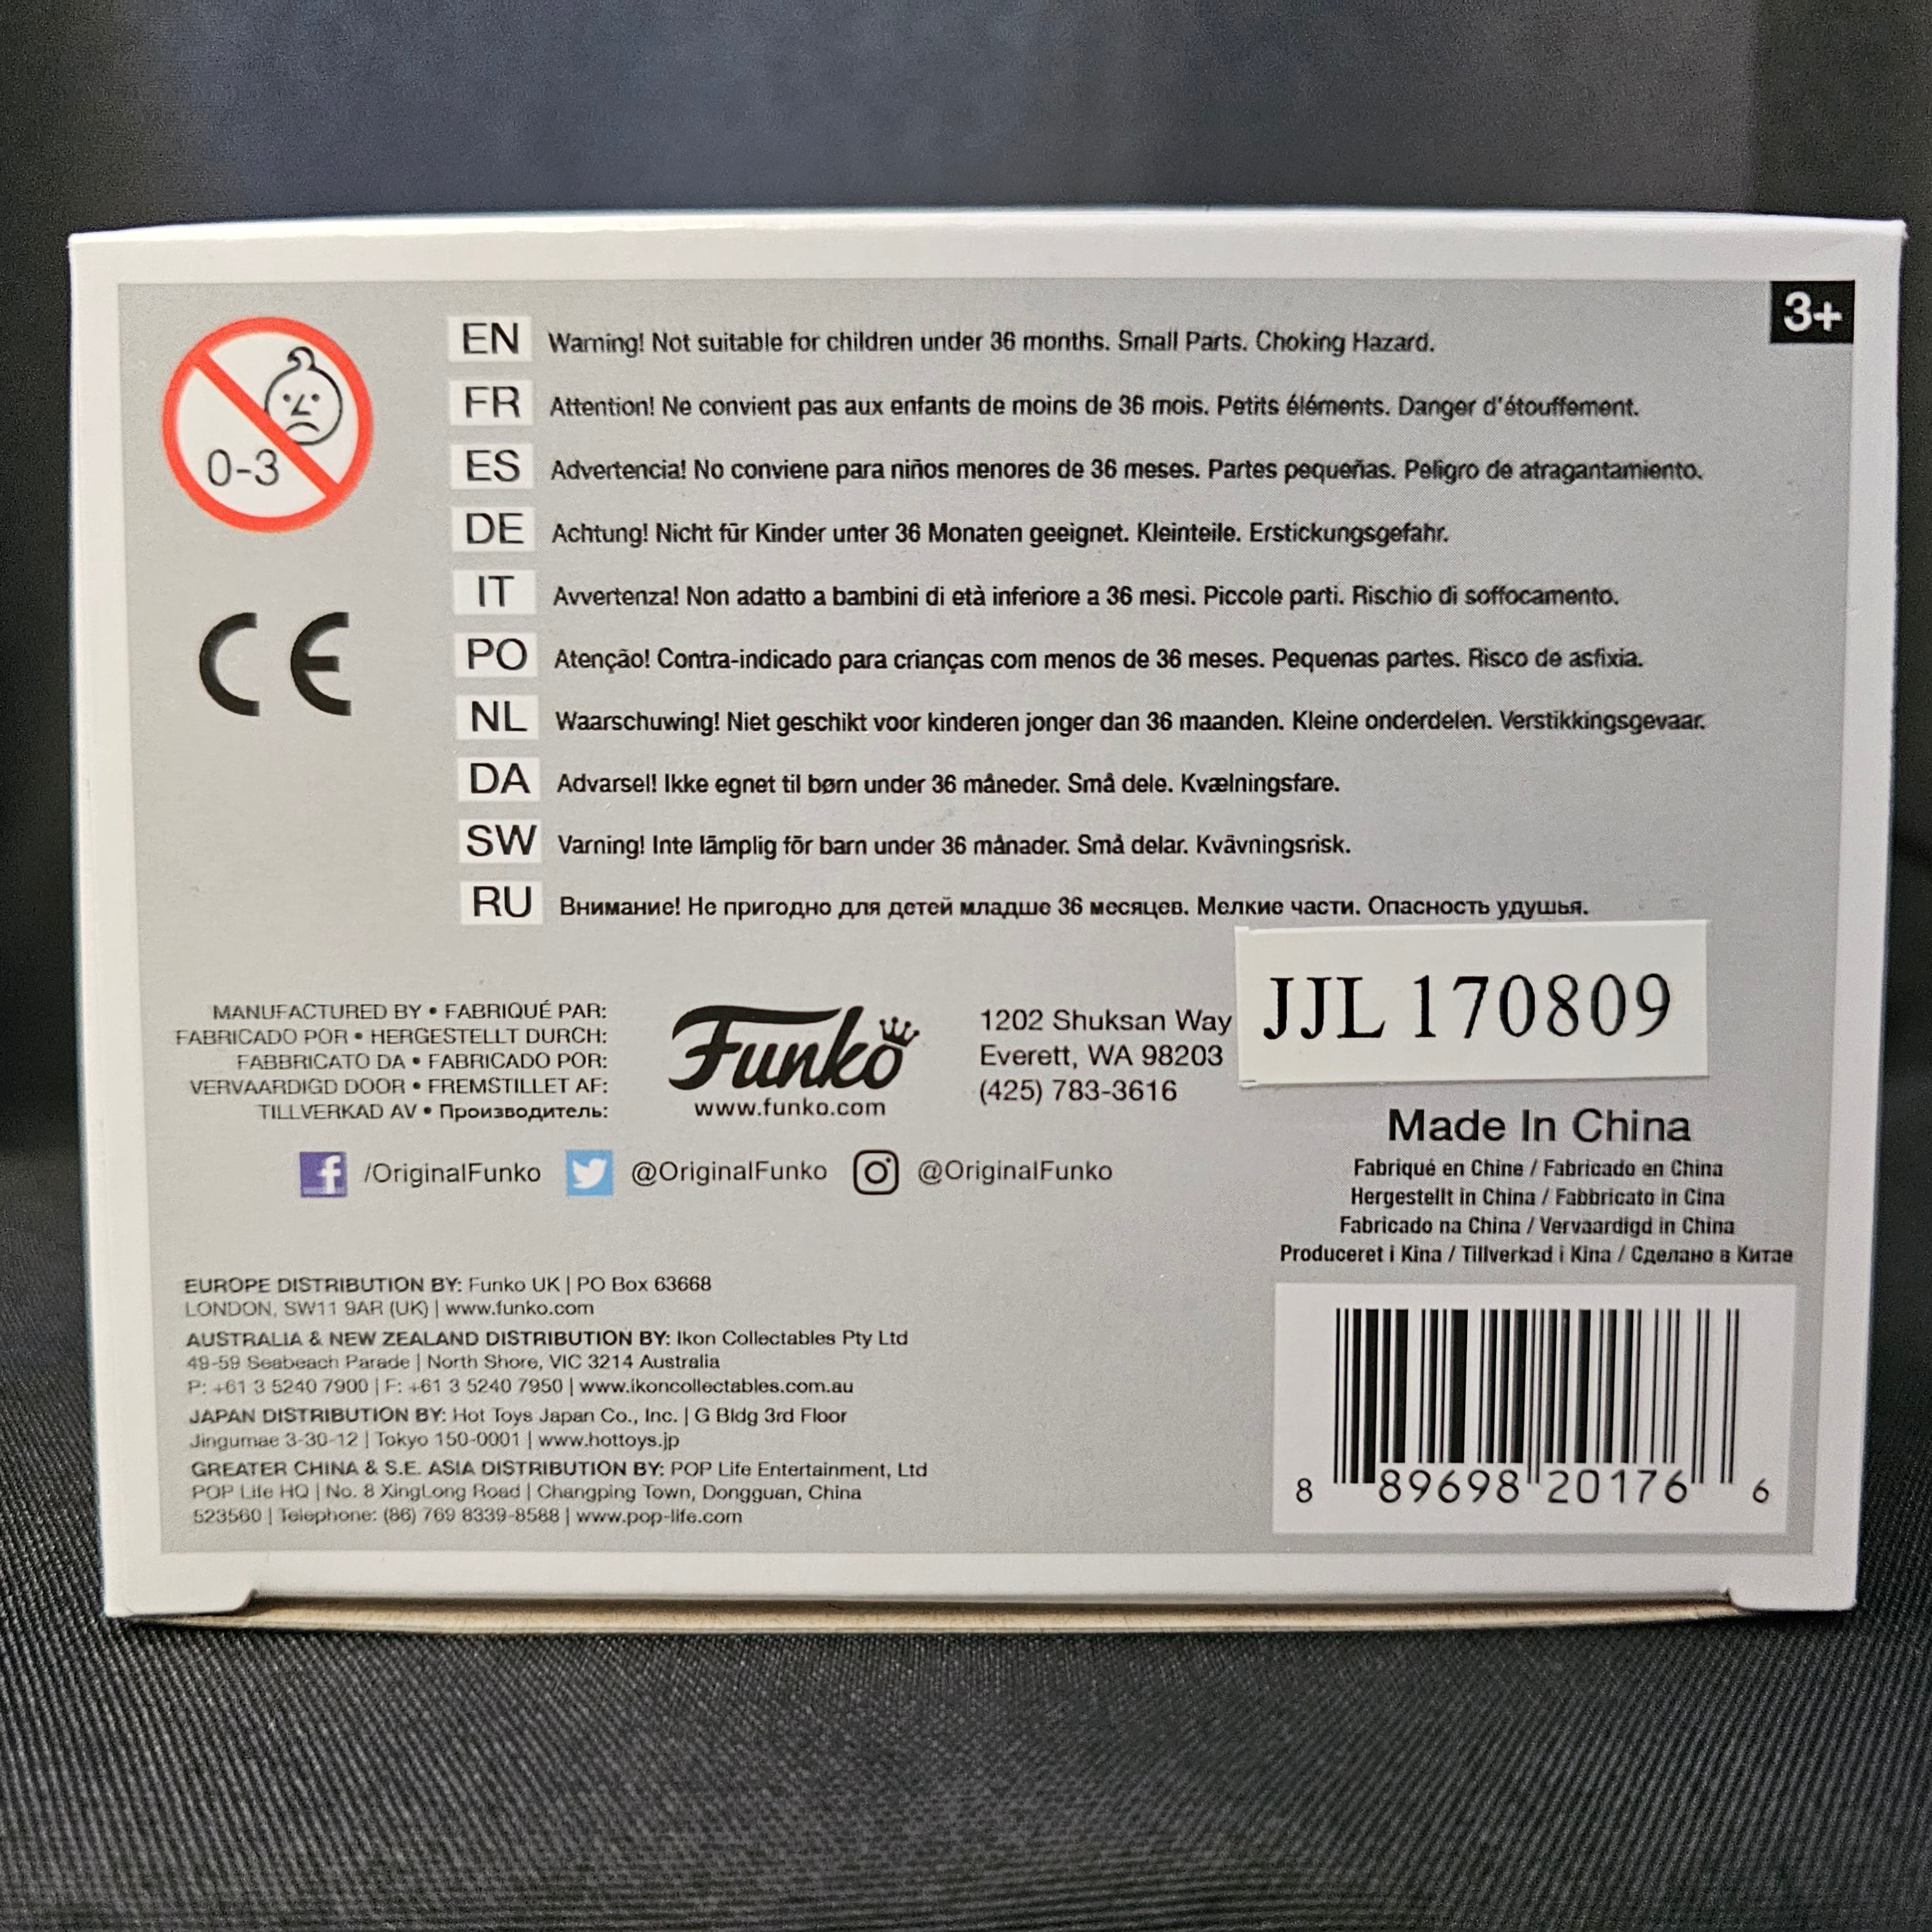 3+
0-3
CE
EN Warning! Not suitable for children under 36 months. Small Parts. Choking Hazard.
FR Attention! Ne convient pas aux enfants de moins de 36 mois. Petits éléments. Danger d'étouffement.
ES Advertencia! No conviene para niños menores de 36 meses. Partes pequeñas. Peligro de atragantamiento.
DE Achtung! Nicht für Kinder unter 36 Monaten geeignet. Kleinteile. Erstickungsgefahr.
IT Avvertenza! Non adatto a bambini di età inferiore a 36 mesi. Piccole parti. Rischio di soffocamento.
PO Atenção! Contra-indicado para crianças com menos de 36 meses. Pequenas partes. Risco de asfixia.
NL Waarschuwing! Niet geschikt voor kinderen jonger dan 36 maanden. Kleine onderdelen. Verstikkingsgevaar.
DA Advarsel! Ikke egnet til børn under 36 måneder. Små dele. Kvælningsfare.
SW Varning! Inte lämplig för barn under 36 månader. Små delar. Kvävningsrisk.
RU Внимание! Не пригодно для детей младше 36 месяцев. Мелкие части. Опасность удушья.
MANUFACTURED BY • FABRIQUÉ PAR:
FABRICADO POR • HERGESTELLT DURCH:
FABBRICATO DA • FABRICADO POR:
VERVAARDIGD DOOR • FREMSTILLET AF:
TILLVERKAD AV • Производитель:
Funko
www.funko.com
1202 Shuksan Way
Everett, WA 98203
(425) 783-3616
JJL 170809
/OriginalFunko @OriginalFunko @OriginalFunko
Made In China
Fabriqué en Chine / Fabricado en China
Hergestellt in China / Fabbricato in Cina
Fabricado na China / Vervaardigd in China
Produceret i Kina / Tillverkad i Kina / Сделано в Китае
EUROPE DISTRIBUTION BY: Funko UK | PO Box 63668
LONDON, SW11 9AR (UK) | www.funko.com
AUSTRALIA & NEW ZEALAND DISTRIBUTION BY: Ikon Collectables Pty Ltd
49-59 Seabeach Parade | North Shore, VIC 3214 Australia
P: +61 3 5240 7900 | F: +61 3 5240 7950 | www.ikoncollectables.com.au
JAPAN DISTRIBUTION BY: Hot Toys Japan Co., Inc. | G Bldg 3rd Floor
Jingumae 3-30-12 | Tokyo 150-0001 | www.hottoys.jp
GREATER CHINA & S.E. ASIA DISTRIBUTION BY: POP Life Entertainment, Ltd
POP Life HQ | No. 8 XingLong Road | Changping Town, Dongguan, China
523560 | Telephone: (86) 769 8339-8588 | www.pop-life.com
8 89698 20176 6